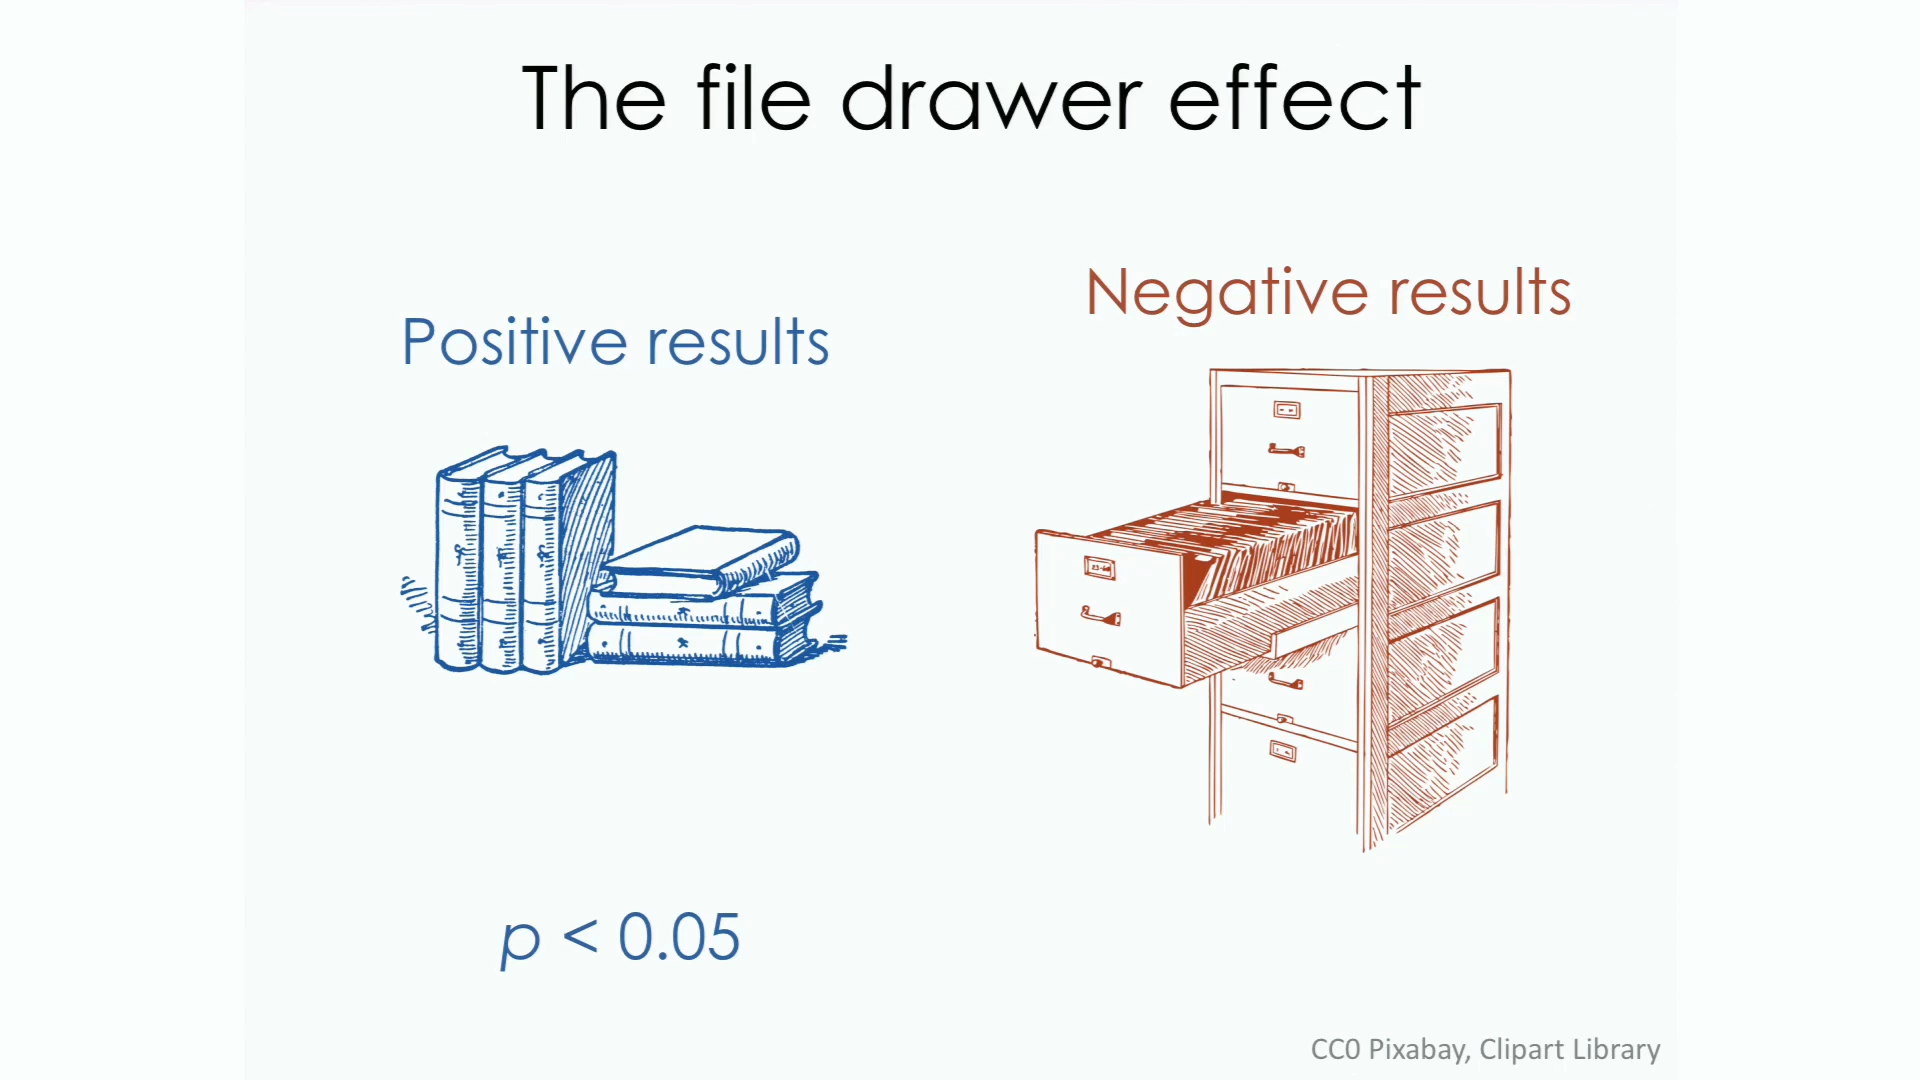 The file drawer effect
Positive results
Negative results
p < 0.05
CC0 Pixabay, Clipart Library